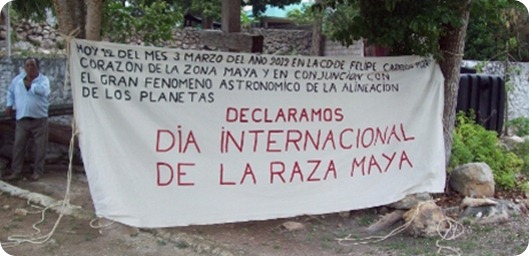 HOY 12 DEL MES 3 MARZO DEL AÑO 2012 EN LA CD DE FELIPE CARRILLO PUERTO
CORAZÓN DE LA ZONA MAYA Y EN CONJUNCION CON
EL GRAN FENOMENO ASTRONOMICO DE LA ALINEACION
DE LOS PLANETAS
DECLARAMOS
DÍA INTERNACIONAL
DE LA RAZA MAYA